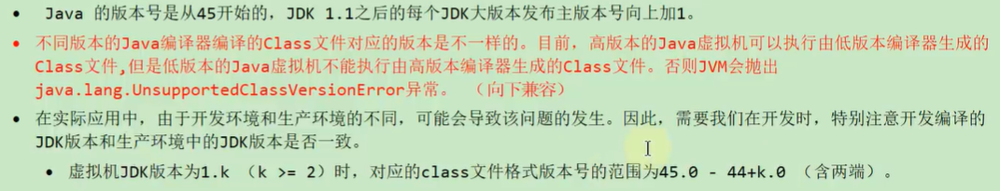 • Java 的版本号是从45开始的，JDK 1.1之后的每个JDK大版本发布主版本号向上加1。
• 不同版本的Java编译器编译的Class文件对应的版本是不一样的。目前，高版本的Java虚拟机可以执行由低版本编译器生成的
Class文件,但是低版本的Java虚拟机不能执行由高版本编译器生成的Class文件。否则JVM会抛出
java.lang.UnsupportedClassVersionError异常。 （向下兼容）
• 在实际应用中，由于开发环境和生产环境的不同，可能会导致该问题的发生。因此，需要我们在开发时，特别注意开发编译的
JDK版本和生产环境中的JDK版本是否一致。
• 虚拟机JDK版本为1.k （k >= 2）时，对应的class文件格式版本号的范围为45.0 - 44+k.0 （含两端）。